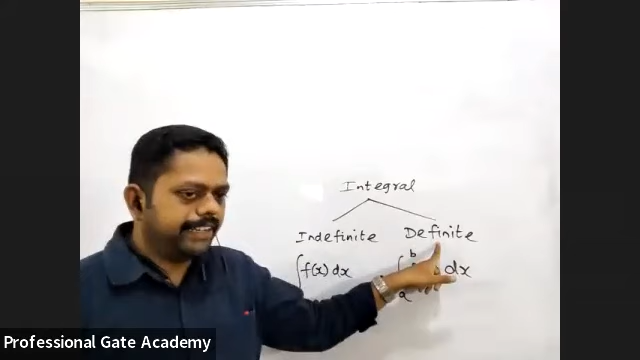 Integral
Indefinite Definite
∫ f(x) dx ∫ b a dx
Professional Gate Academy